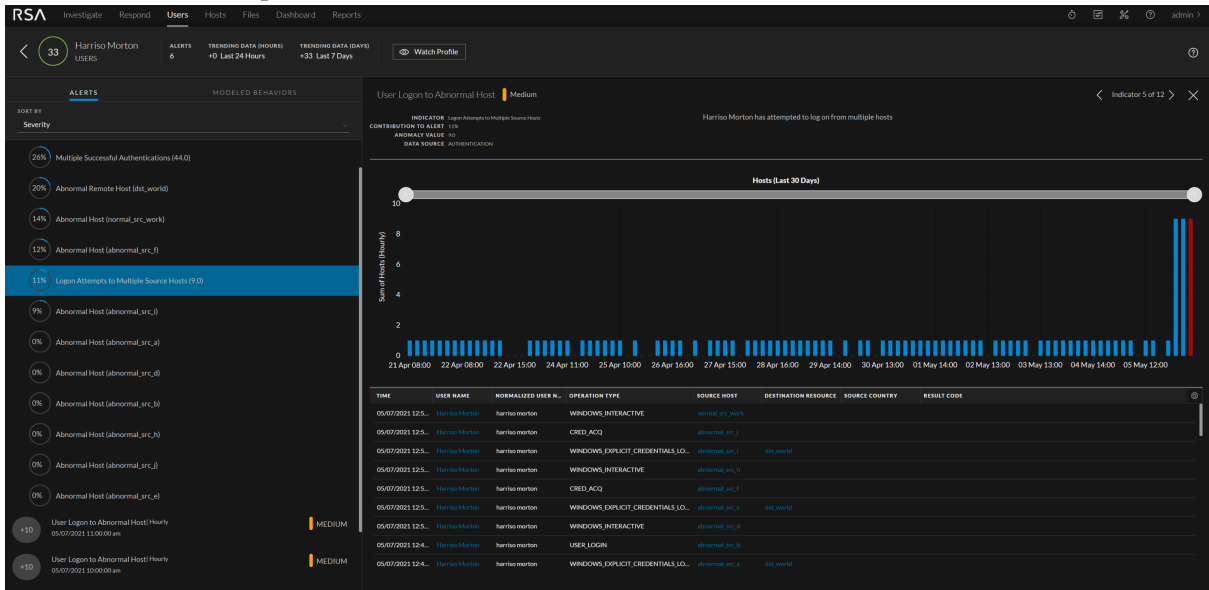 RSA Investigate Respond Users Hosts Files Dashboard Reports admin >
33 Harriso Morton USERS
ALERTS 6
TRENDING DATA (HOURS) +0 Last 24 Hours
TRENDING DATA (DAYS) +33 Last 7 Days
Watch Profile
ALERTS MODELED BEHAVIORS
SORT BY
Severity
26% Multiple Successful Authentications (44.0)
20% Abnormal Remote Host (dst_world)
14% Abnormal Host (normal_src_work)
12% Abnormal Host (abnormal_src_f)
11% Logon Attempts to Multiple Source Hosts (9.0)
9% Abnormal Host (abnormal_src_i)
0% Abnormal Host (abnormal_src_a)
0% Abnormal Host (abnormal_src_d)
0% Abnormal Host (abnormal_src_b)
0% Abnormal Host (abnormal_src_h)
0% Abnormal Host (abnormal_src_j)
0% Abnormal Host (abnormal_src_e)
+10 User Logon to Abnormal Host| Hourly MEDIUM
05/07/2021 11:00:00 am
+10 User Logon to Abnormal Host| Hourly MEDIUM
05/07/2021 10:00:00 am
User Logon to Abnormal Host Medium
Indicator 5 of 12
INDICATOR Logon Attempts to Multiple Source Hosts
CONTRIBUTION TO ALERT 11%
ANOMALY VALUE 9.0
DATA SOURCE AUTHENTICATION
Harriso Morton has attempted to log on from multiple hosts
Hosts (Last 30 Days)
Sum of Hosts (Hourly)
10
8
6
4
2
0
21 Apr 08:00 22 Apr 08:00 22 Apr 15:00 24 Apr 11:00 25 Apr 10:00 26 Apr 16:00 27 Apr 15:00 28 Apr 16:00 29 Apr 14:00 30 Apr 13:00 01 May 14:00 02 May 13:00 03 May 13:00 04 May 14:00 05 May 12:00
TIME USER NAME NORMALIZED USER N... OPERATION TYPE SOURCE HOST DESTINATION RESOURCE SOURCE COUNTRY RESULT CODE
05/07/2021 12:5... Harriso Morton harriso morton WINDOWS_INTERACTIVE normal_src_work
05/07/2021 12:5... Harriso Morton harriso morton CRED_ACQ
05/07/2021 12:5... Harriso Morton harriso morton WINDOWS_EXPLICIT_CREDENTIALS_LO... dst_world
05/07/2021 12:5... Harriso Morton harriso morton WINDOWS_INTERACTIVE abnormal_src_h
05/07/2021 12:5... Harriso Morton harriso morton CRED_ACQ abnormal_src_f
05/07/2021 12:5... Harriso Morton harriso morton WINDOWS_EXPLICIT_CREDENTIALS_LO... abnormal_src_e dst_world
05/07/2021 12:5... Harriso Morton harriso morton WINDOWS_INTERACTIVE abnormal_src_d
05/07/2021 12:4... Harriso Morton harriso morton USER_LOGIN abnormal_src_b
05/07/2021 12:4... Harriso Morton harriso morton WINDOWS_EXPLICIT_CREDENTIALS_LO... abnormal_src_a dst_world